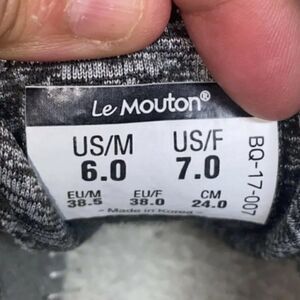 Le Mouton®
US/M US/F
6.0 7.0
EU/M EU/F CM
38.5 38.0 24.0
- Made in Korea -
BQ-17-007